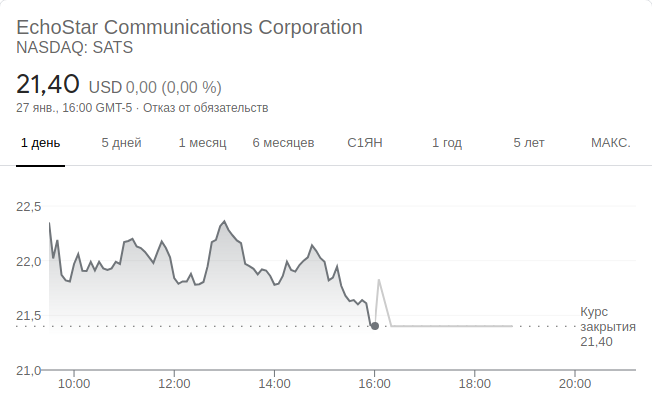 EchoStar Communications Corporation
NASDAQ: SATS
21,40 USD 0,00 (0,00 %)
27 янв., 16:00 GMT-5 · Отказ от обязательств
1 день 5 дней 1 месяц 6 месяцев С1ЯН 1 год 5 лет МАКС.
22,5
22,0
21,5
Курс
закрытия
21,40
21,0
10:00 12:00 14:00 16:00 18:00 20:00